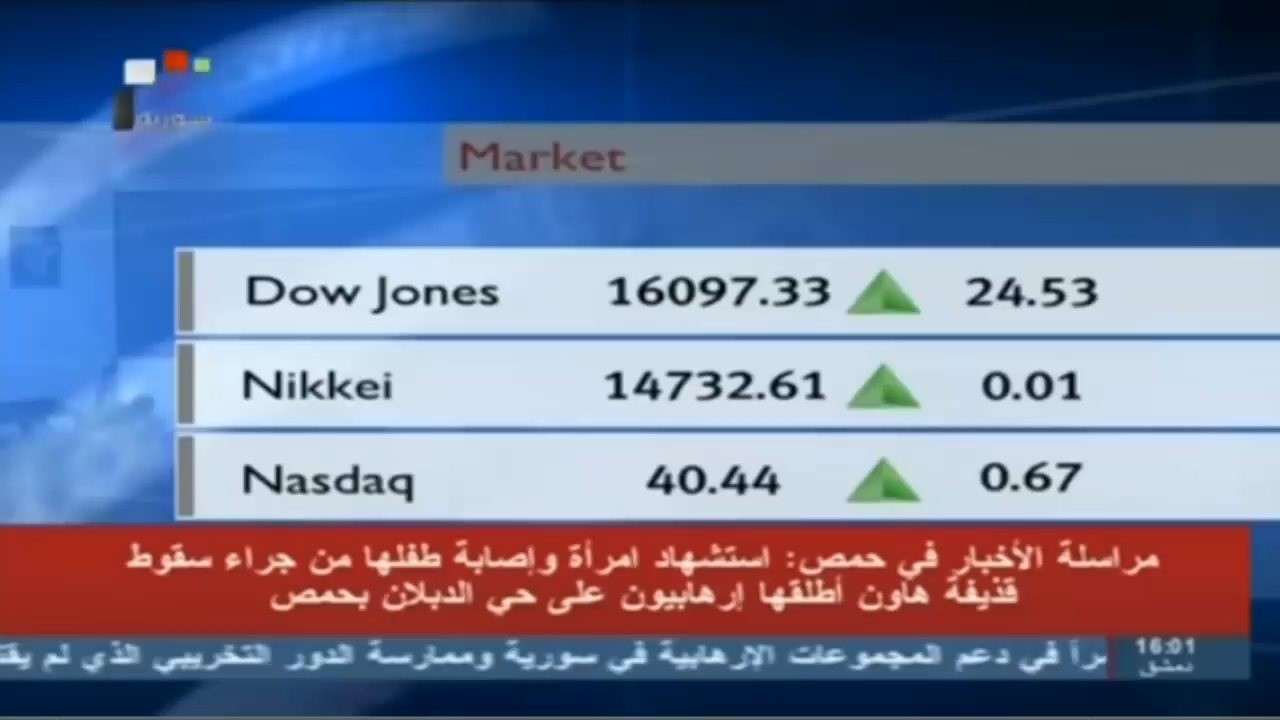 سورية
Market
Dow Jones 16097.33 24.53
Nikkei 14732.61 0.01
Nasdaq 40.44 0.67
مراسلة الأخبار في حمص: استشهاد امرأة وإصابة طفلها من جراء سقوط
قذيفة هاون أطلقها إرهابيون على حي الدبلان بحمص
في دعم المجموعات الإرهابية في سورية وممارسة الدور التخريبي الذي لم
16:01
دمشق